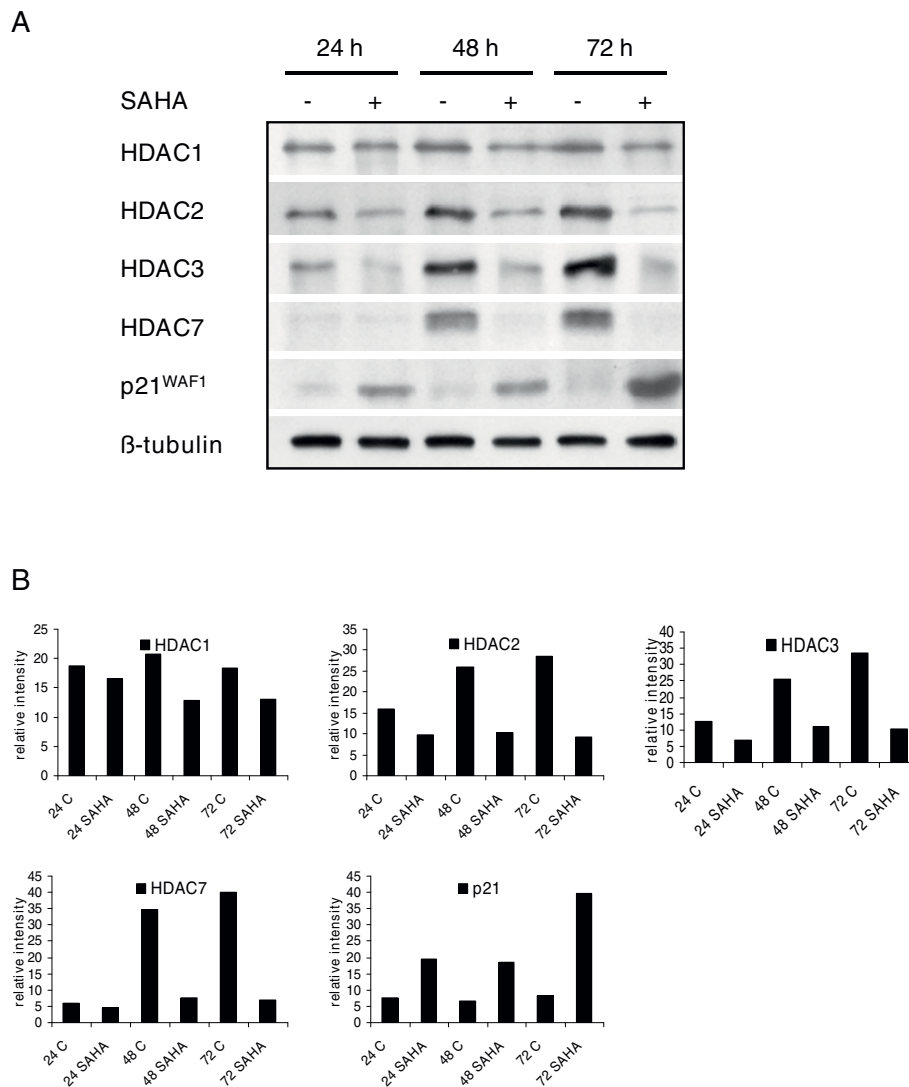 A
24 h 48 h 72 h
SAHA - + - + - +
HDAC1
HDAC2
HDAC3
HDAC7
p21WAF1
ß-tubulin
B
HDAC1
relative intensity
25
20
15
10
5
0
24 C
24 SAHA
48 C
48 SAHA
72 C
72 SAHA
HDAC2
relative intensity
35
30
25
20
15
10
5
0
24 C
24 SAHA
48 C
48 SAHA
72 C
72 SAHA
HDAC3
relative intensity
40
35
30
25
20
15
10
5
0
24 C
24 SAHA
48 C
48 SAHA
72 C
72 SAHA
HDAC7
relative intensity
45
40
35
30
25
20
15
10
5
0
24 C
24 SAHA
48 C
48 SAHA
72 C
72 SAHA
p21
relative intensity
45
40
35
30
25
20
15
10
5
0
24 C
24 SAHA
48 C
48 SAHA
72 C
72 SAHA